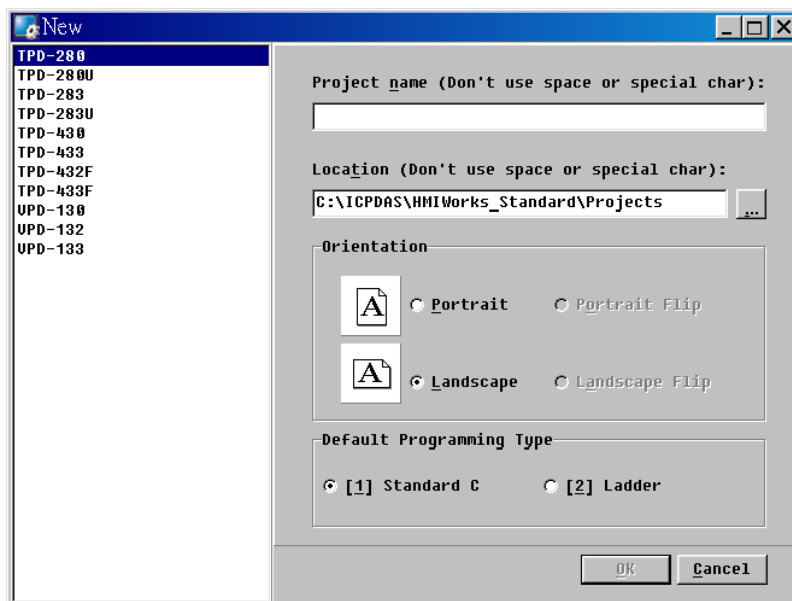 New
TPD-280
TPD-280U
TPD-283
TPD-283U
TPD-430
TPD-433
TPD-432F
TPD-433F
VPD-130
VPD-132
VPD-133
Project name (Don't use space or special char):
Location (Don't use space or special char):
C:\ICPDAS\HMIWorks_Standard\Projects
...
Orientation
A
Portrait
Portrait Flip
A
Landscape
Landscape Flip
Default Programming Type
[1] Standard C
[2] Ladder
OK
Cancel